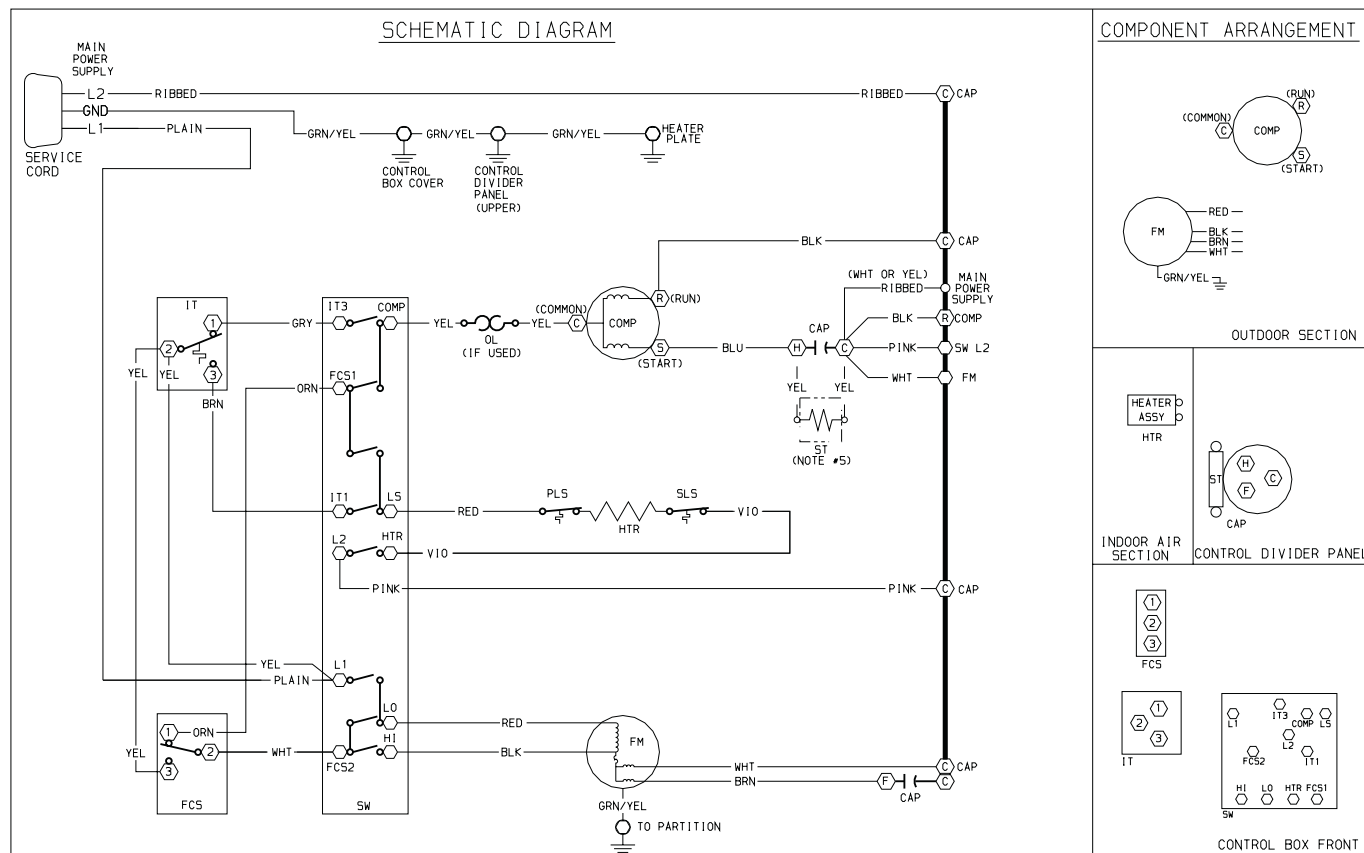 SCHEMATIC DIAGRAM
COMPONENT ARRANGEMENT
MAIN
POWER
SUPPLY
L2 RIBBED RIBBED C CAP
GND
L1 PLAIN
SERVICE
CORD
GRN/YEL GRN/YEL GRN/YEL
HEATER
PLATE
CONTROL
BOX COVER
CONTROL
DIVIDER
PANEL
(UPPER)
BLK C CAP
(WHT OR YEL)
RIBBED
MAIN
POWER
SUPPLY
IT
1
2
3
YEL YEL
BRN
GRY
IT3 COMP
YEL YEL
OL
(IF USED)
(COMMON)
C COMP
R (RUN)
S
(START)
BLU H CAP C
BLK R COMP
PINK SW L2
WHT FM
YEL YEL
ST
(NOTE #5)
ORN FCS1
IT1 LS RED PLS HTR SLS VIO
L2 HTR VIO
PINK PINK C CAP
YEL L1
PLAIN
LO RED
HI BLK
FM
FCS2
WHT C CAP
BRN F CAP C
YEL
1 ORN
2 WHT
3
FCS
SW
GRN/YEL
TO PARTITION
(RUN)
R
(COMMON)
C COMP
S
(START)
FM
RED
BLK
BRN
WHT
GRN/YEL
OUTDOOR SECTION
HEATER
ASSY
HTR
INDOOR AIR
SECTION
ST
H
C
F
CAP
CONTROL DIVIDER PANEL
1
2
3
FCS
1
2
3
IT
L1 IT3 COMP LS
L2
FCS2 IT1
HI LO HTR FCS1
SW
CONTROL BOX FRONT